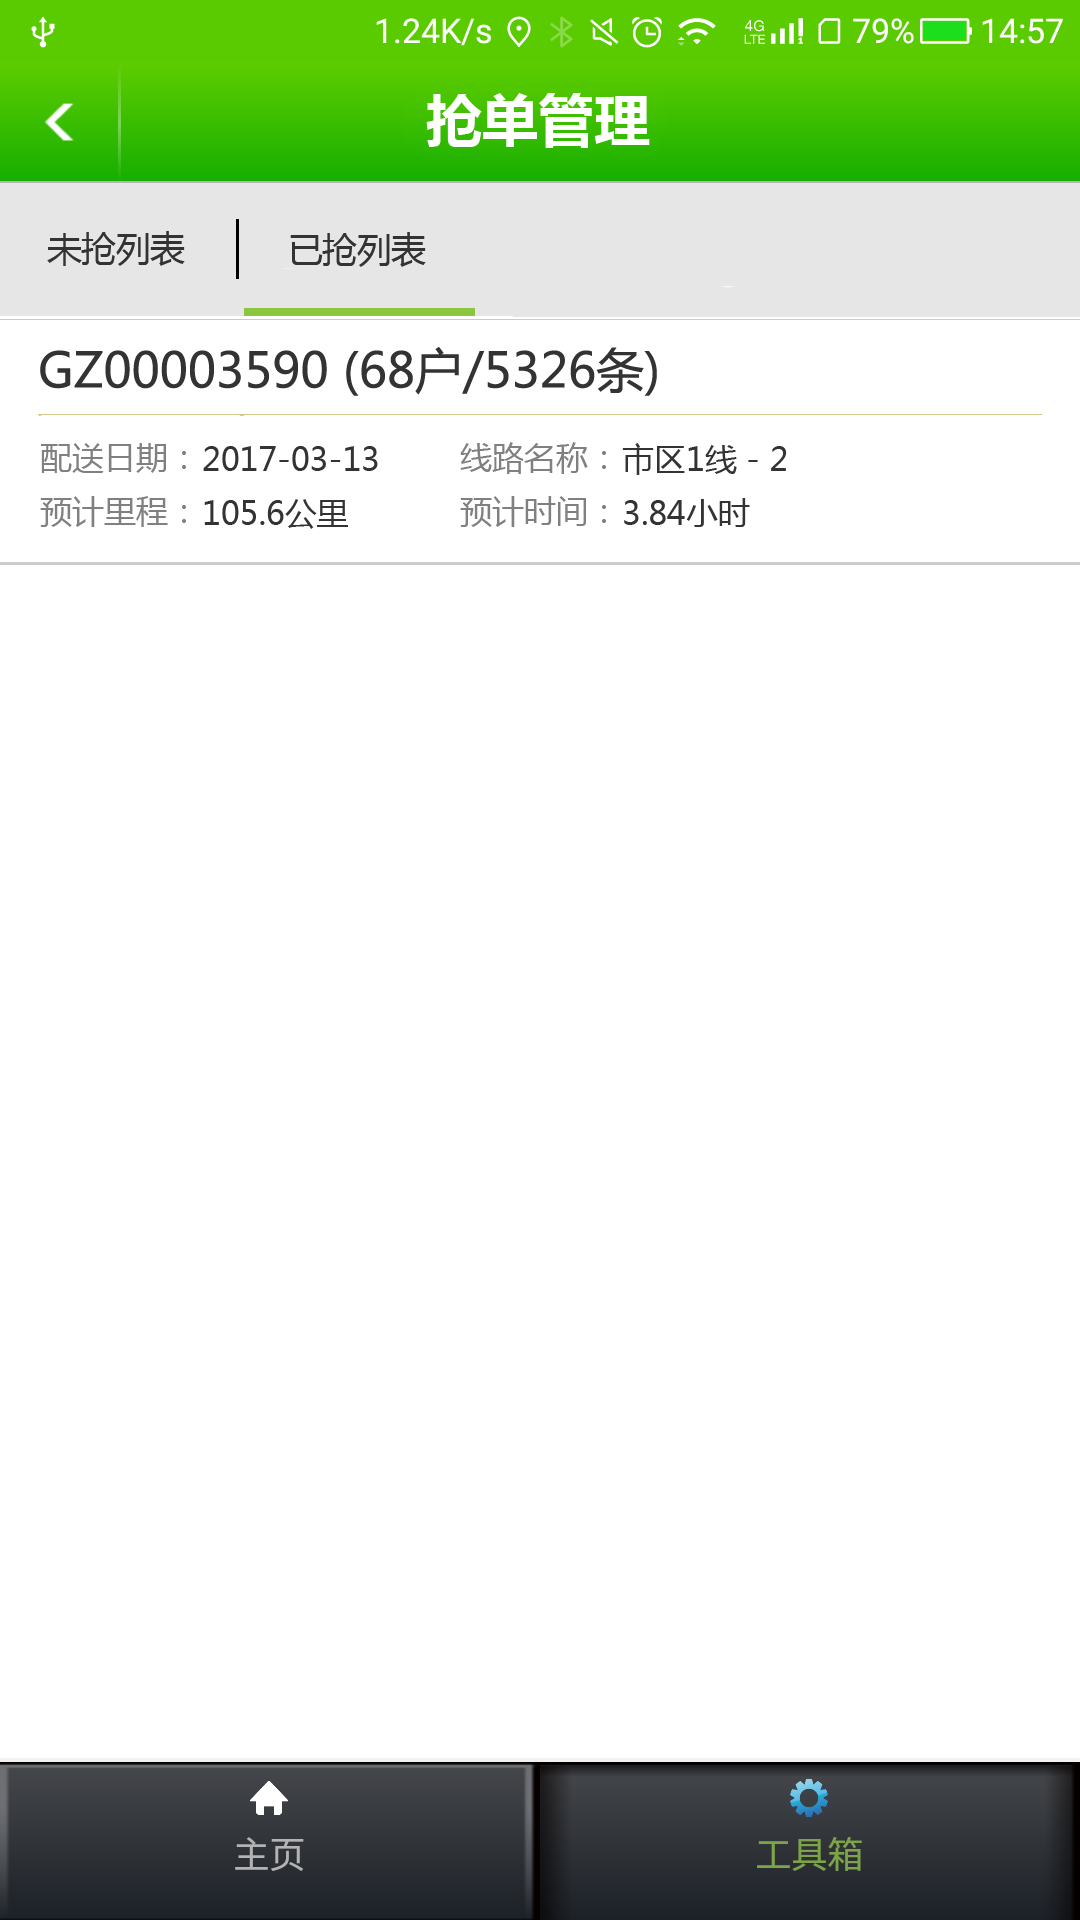 1.24K/s 4G LTE 79% 14:57
抢单管理
未抢列表 已抢列表
GZ00003590 (68户/5326条)
配送日期：2017-03-13 线路名称：市区1线 - 2
预计里程：105.6公里 预计时间：3.84小时
主页 工具箱